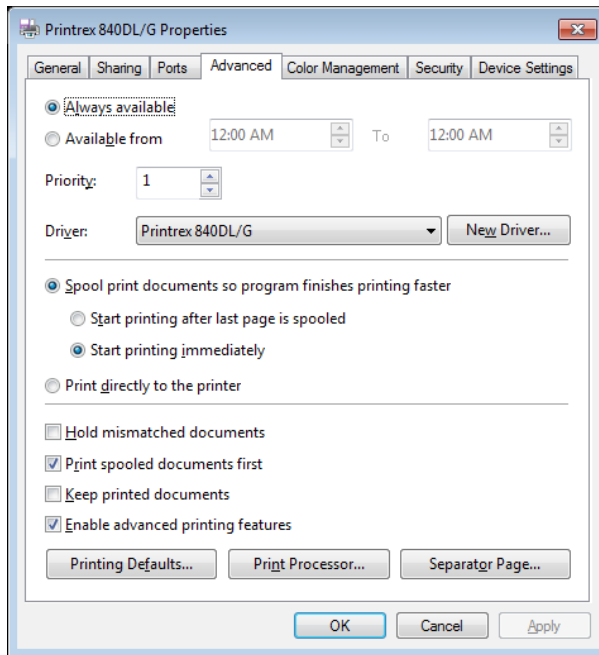 Printrex 840DL/G Properties
General Sharing Ports Advanced Color Management Security Device Settings
Always available
Available from 12:00 AM To 12:00 AM
Priority: 1
Driver: Printrex 840DL/G New Driver...
Spool print documents so program finishes printing faster
Start printing after last page is spooled
Start printing immediately
Print directly to the printer
Hold mismatched documents
Print spooled documents first
Keep printed documents
Enable advanced printing features
Printing Defaults... Print Processor... Separator Page...
OK Cancel Apply